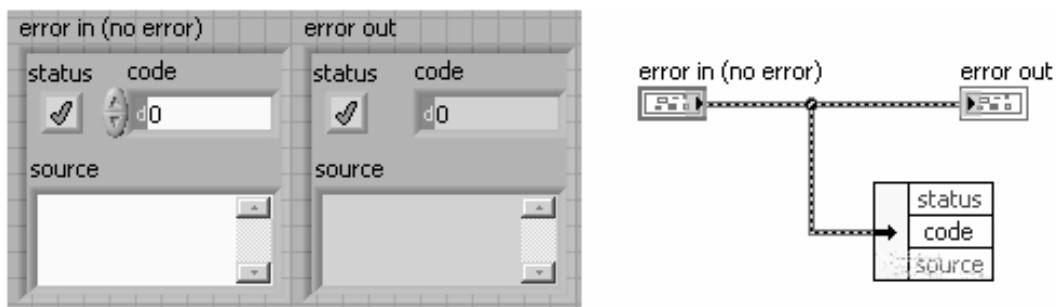 error in (no error)
error out
status code
status code
d0
d0
source
source
error in (no error)
error out
status
code
source